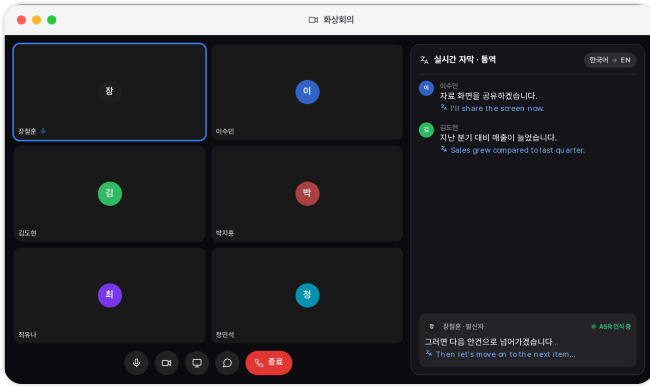 화상회의
장
장철훈
이
이수민
김
김도현
박
박지훈
최
최유나
정
정민석
종료
실시간 자막 · 통역
한국어 → EN
이
이수민
자료 화면을 공유하겠습니다.
I'll share the screen now.
김
김도현
지난 분기 대비 매출이 늘었습니다.
Sales grew compared to last quarter.
장
장철훈 · 발신자
ASR 인식 중
그러면 다음 안건으로 넘어가겠습니다...
Then let's move on to the next item...